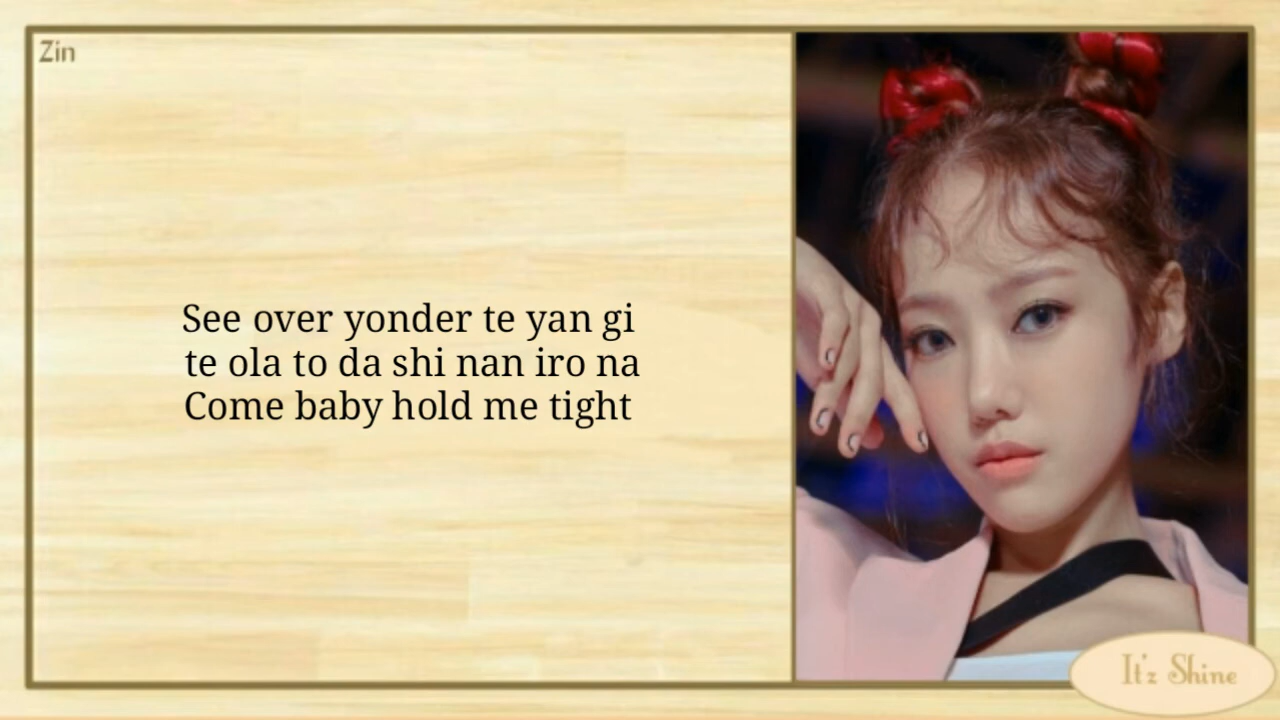 Zin
See over yonder te yan gi
te ola to da shi nan iro na
Come baby hold me tight
It'z Shine